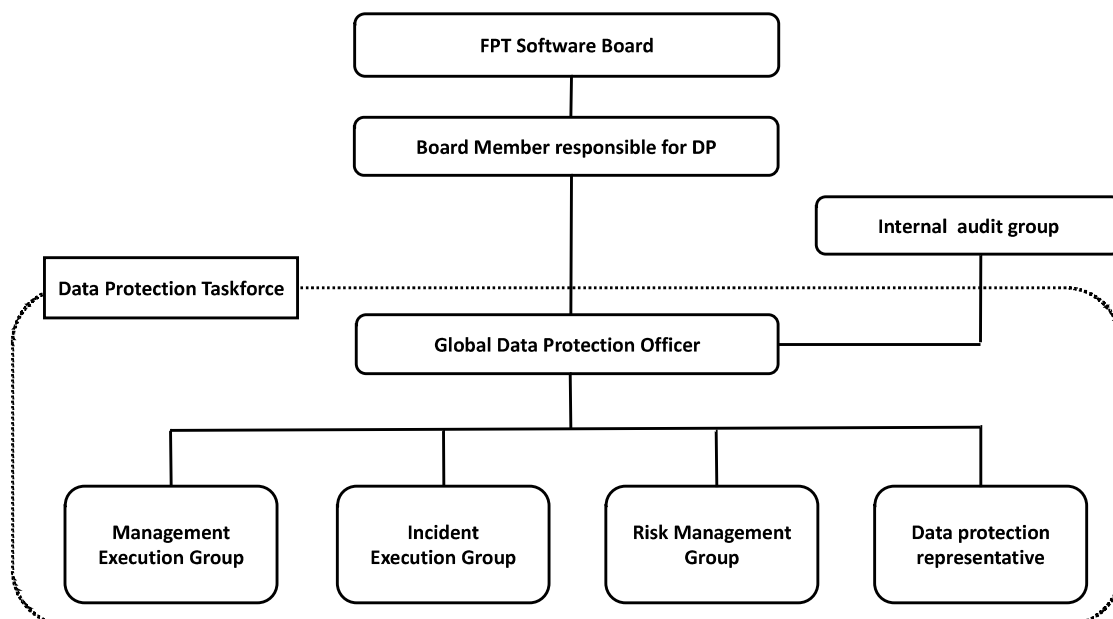 FPT Software Board
Board Member responsible for DP
Internal audit group
Data Protection Taskforce
Global Data Protection Officer
Management
Execution Group
Incident
Execution Group
Risk Management
Group
Data protection
representative